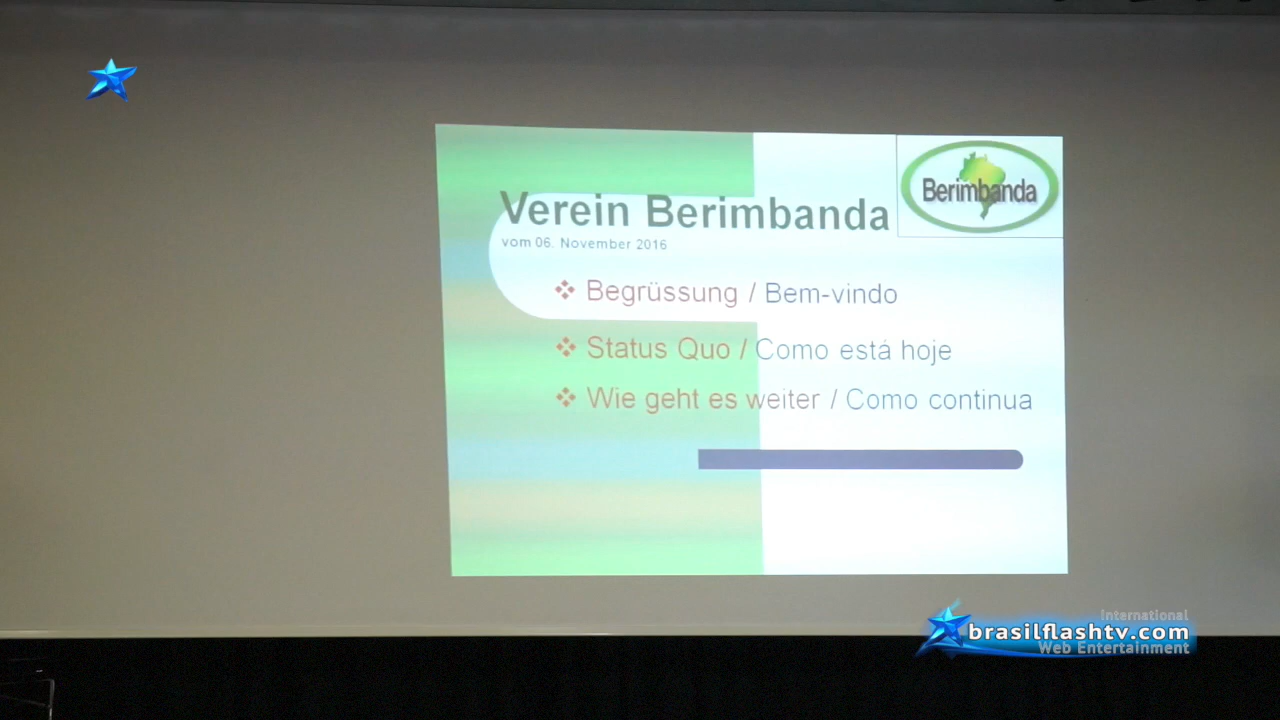 Berimbanda
Verein Berimbanda
vom 06. November 2016
Begrüssung / Bem-vindo
Status Quo / Como está hoje
Wie geht es weiter / Como continua
International
brasilflashtv.com
Web Entertainment